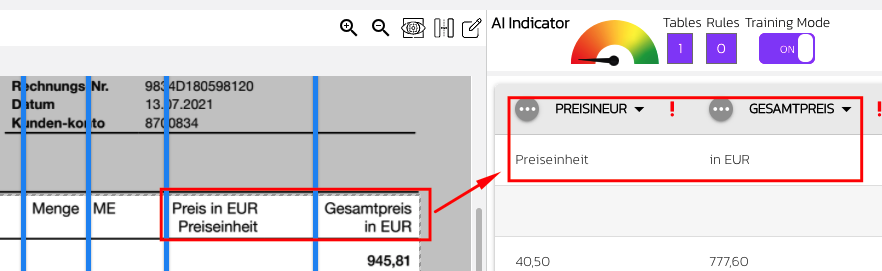 AI Indicator
Tables Rules Training Mode
1 0 ON
Rechnungs Nr. 9834D180598120
Datum 13.07.2021
Kunden-konto 8700834
PREISINEUR ! GESAMTPREIS !
Preiseinheit in EUR
Menge ME Preis in EUR Gesamtpreis
Preiseinheit in EUR
945,81
40,50 777,60